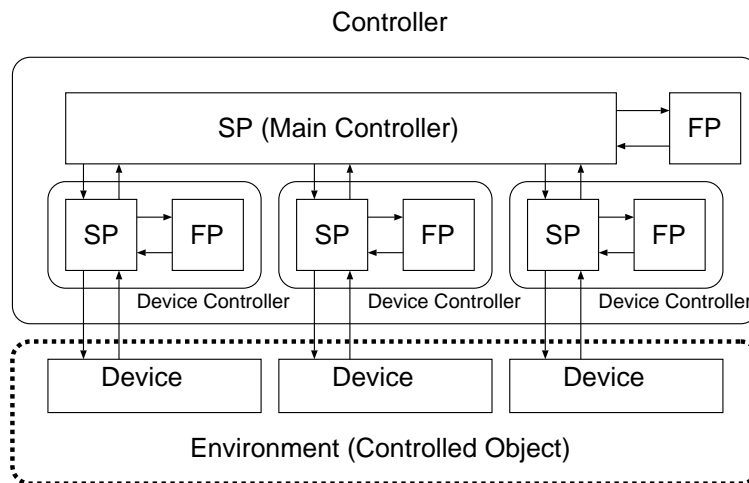 Controller
SP (Main Controller)
FP
SP
FP
SP
FP
SP
FP
Device Controller
Device Controller
Device Controller
Device
Device
Device
Environment (Controlled Object)